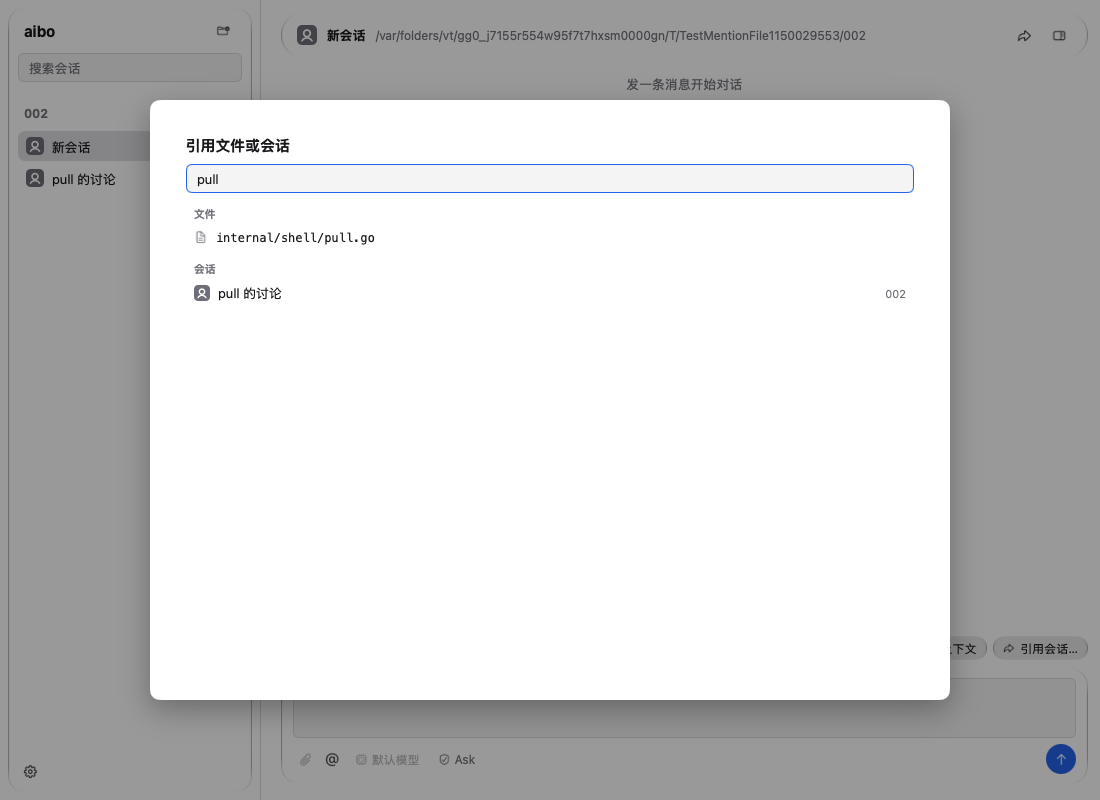 aibo
搜索会话
002
新会话
pull 的讨论
新会话 /var/folders/vt/gg0_j7155r554w95f7t7hxsm0000gn/T/TestMentionFile1150029553/002
发一条消息开始对话
引用文件或会话
pull
文件
internal/shell/pull.go
会话
pull 的讨论 002
下文
引用会话...
@ 默认模型 Ask